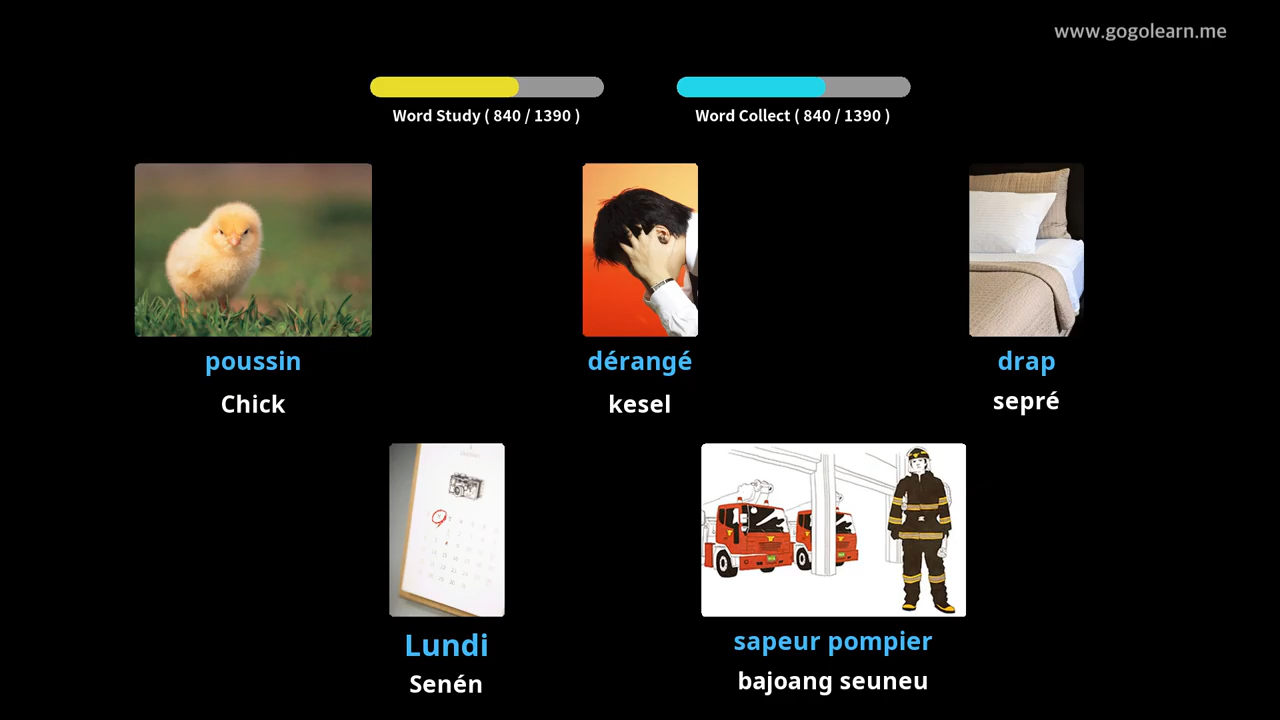 www.gogolearn.me
Word Study ( 840 / 1390 )
Word Collect ( 840 / 1390 )
poussin
Chick
dérangé
kesel
drap
sepré
Lundi
Senén
sapeur pompier
bajoang seuneu